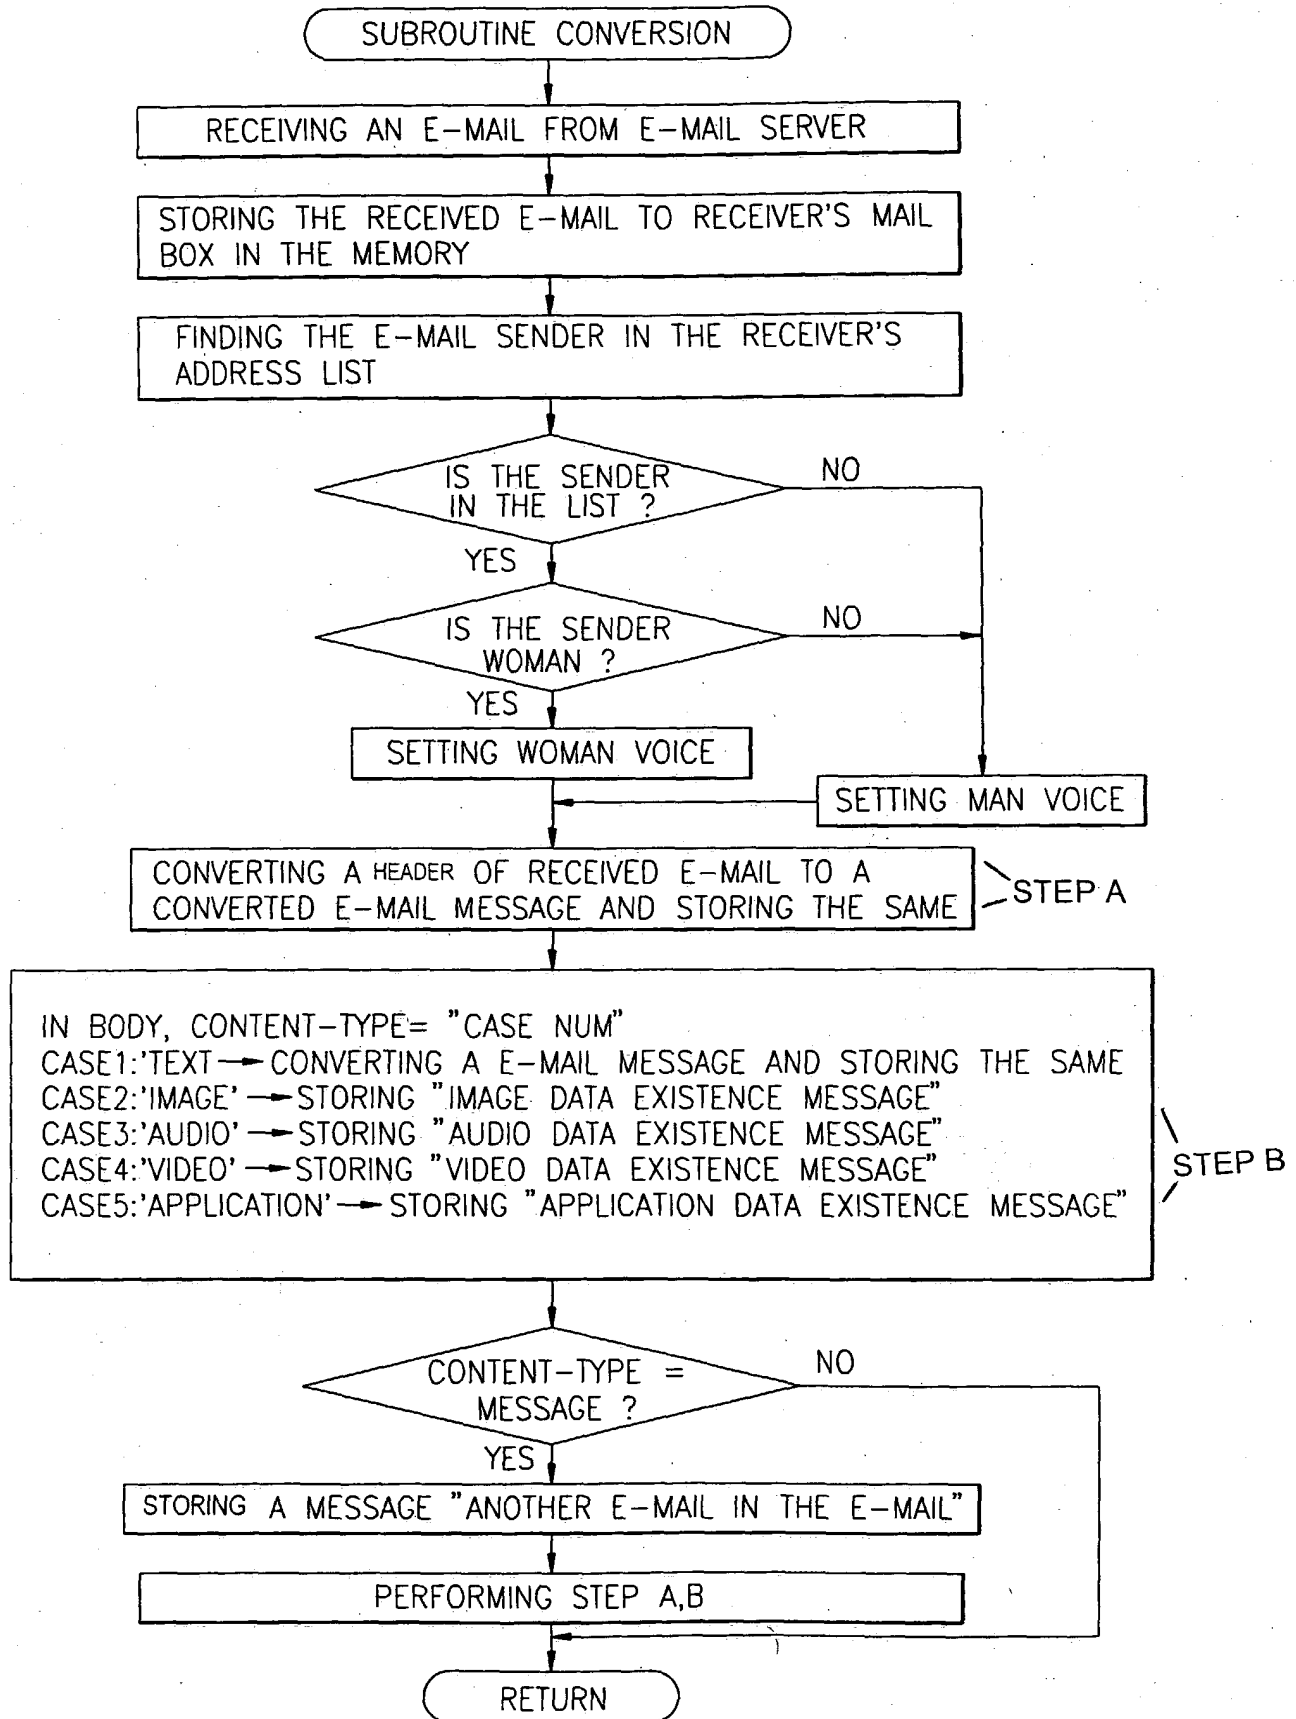 SUBROUTINE CONVERSION
RECEIVING AN E-MAIL FROM E-MAIL SERVER
STORING THE RECEIVED E-MAIL TO RECEIVER'S MAIL
BOX IN THE MEMORY
FINDING THE E-MAIL SENDER IN THE RECEIVER'S
ADDRESS LIST
IS THE SENDER
IN THE LIST ?
NO
YES
IS THE SENDER
WOMAN ?
NO
YES
SETTING WOMAN VOICE
SETTING MAN VOICE
CONVERTING A HEADER OF RECEIVED E-MAIL TO A
CONVERTED E-MAIL MESSAGE AND STORING THE SAME
STEP A
IN BODY, CONTENT-TYPE= "CASE NUM"
CASE1:'TEXT → CONVERTING A E-MAIL MESSAGE AND STORING THE SAME
CASE2:'IMAGE' → STORING "IMAGE DATA EXISTENCE MESSAGE"
CASE3:'AUDIO' → STORING "AUDIO DATA EXISTENCE MESSAGE"
CASE4:'VIDEO' → STORING "VIDEO DATA EXISTENCE MESSAGE"
CASE5:'APPLICATION' → STORING "APPLICATION DATA EXISTENCE MESSAGE"
STEP B
CONTENT-TYPE =
MESSAGE ?
NO
YES
STORING A MESSAGE "ANOTHER E-MAIL IN THE E-MAIL"
PERFORMING STEP A,B
RETURN